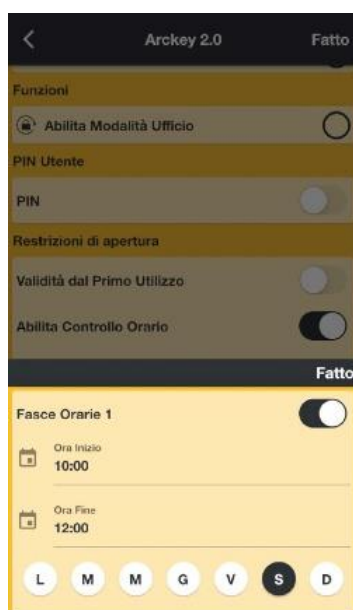 Arckey 2.0 Fatto
Funzioni
Abilita Modalità Ufficio
PIN Utente
PIN
Restrizioni di apertura
Validità dal Primo Utilizzo
Abilita Controllo Orario
Fatto
Fasce Orarie 1
Ora Inizio
10:00
Ora Fine
12:00
L M M G V S D